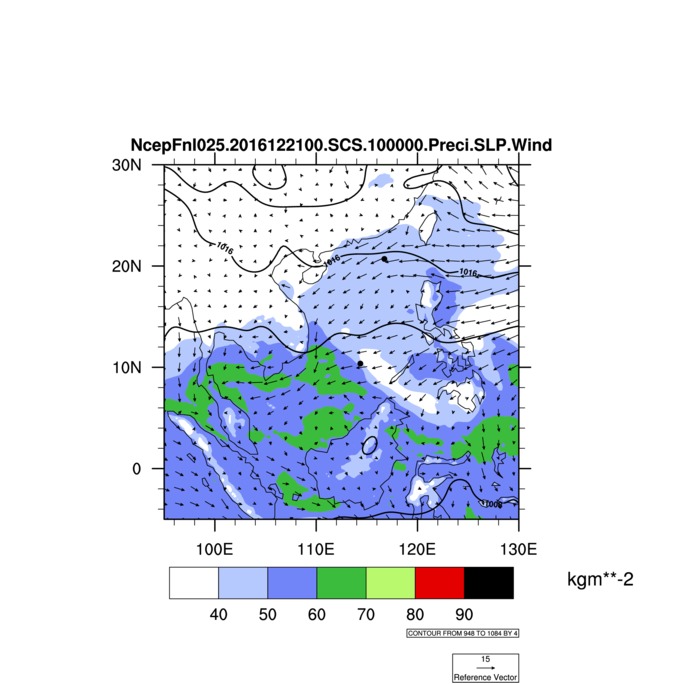 NcepFnl025.2016122100.SCS.100000.Preci.SLP.Wind
30N
1016
1016
20N
1016
10N
0
1008
100E 110E 120E 130E
kgm**-2
40 50 60 70 80 90
CONTOUR FROM 948 TO 1084 BY 4
15
Reference Vector